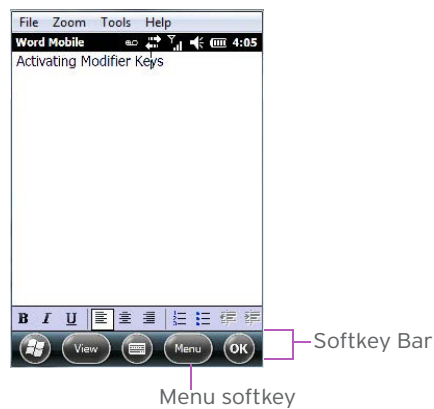 File Zoom Tools Help
Word Mobile 4:05
Activating Modifier Keys
B I U
View Menu OK
Softkey Bar
Menu softkey